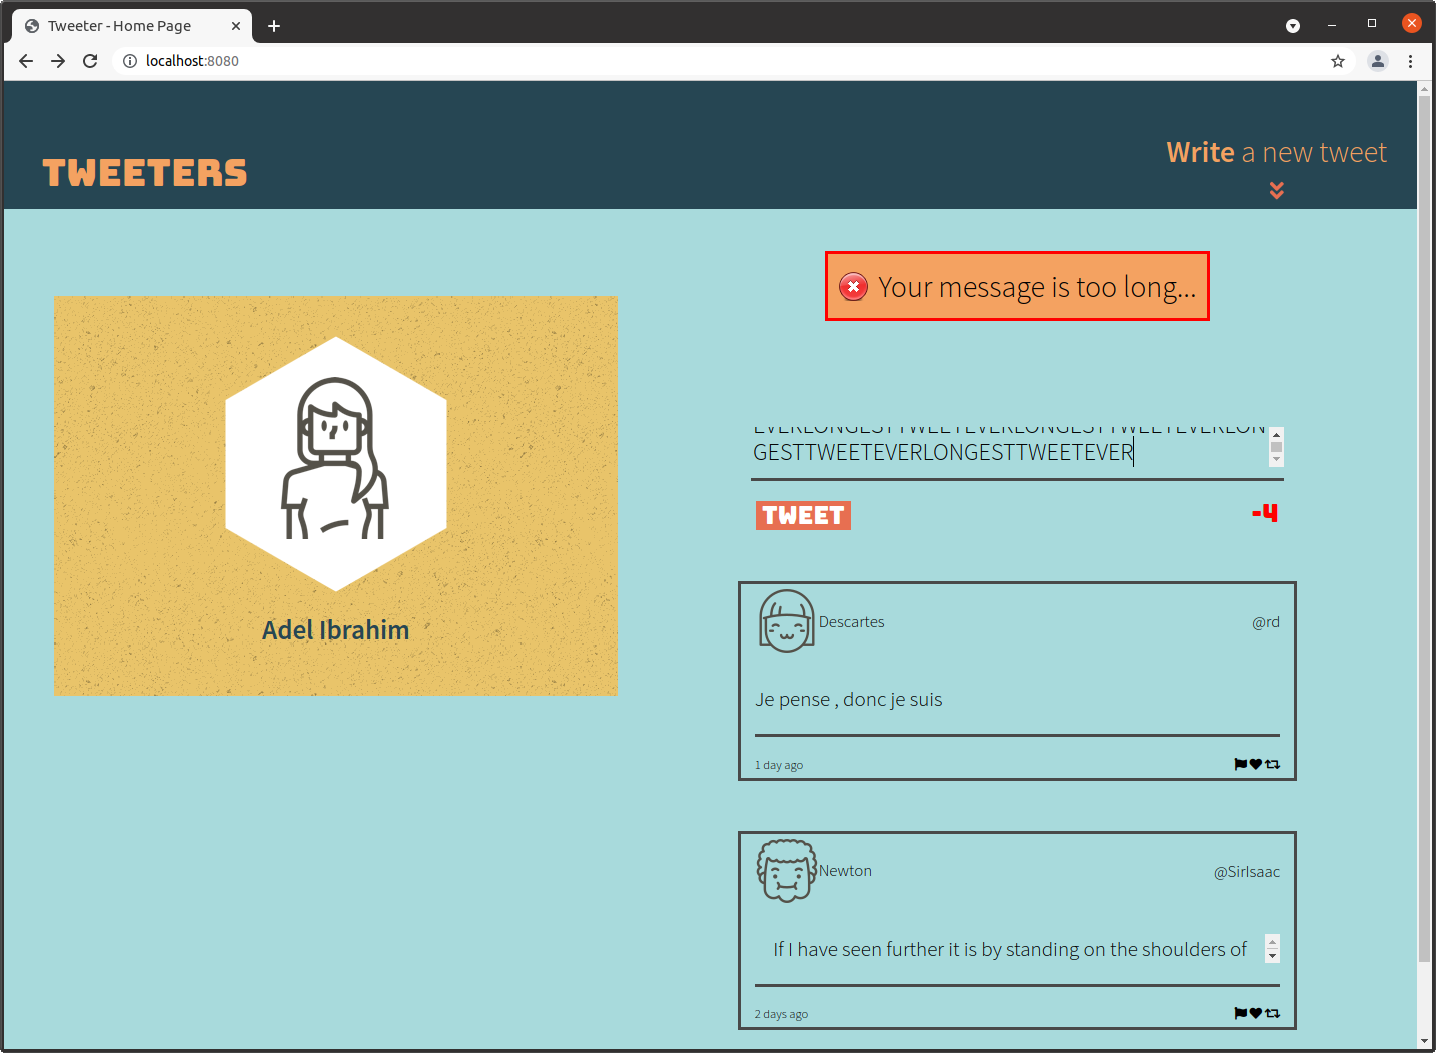 Tweeter - Home Page
localhost:8080
TWEETERS
Write a new tweet
Your message is too long...
EVERLONGESTTWEETEVERLONGESTTWEETEVERLON
GESTTWEETEVERLONGESTTWEETEVER
TWEET
-4
Adel Ibrahim
Descartes
@rd
Je pense , donc je suis
1 day ago
Newton
@SirIsaac
If I have seen further it is by standing on the shoulders of
2 days ago